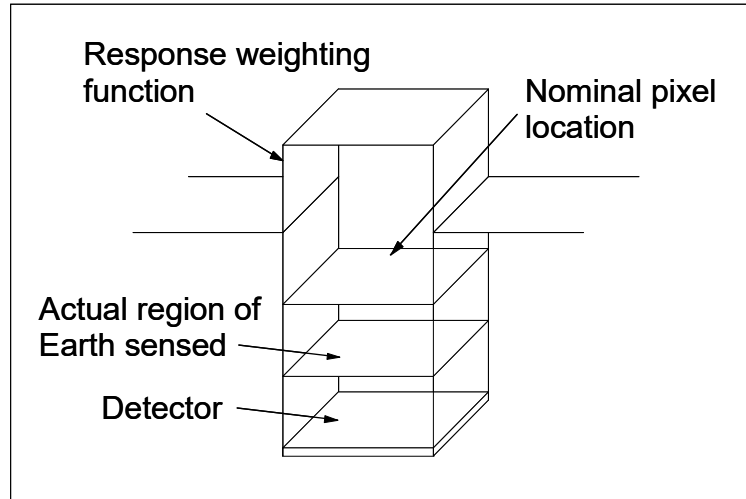 Response weighting
function
Nominal pixel
location
Actual region of
Earth sensed
Detector